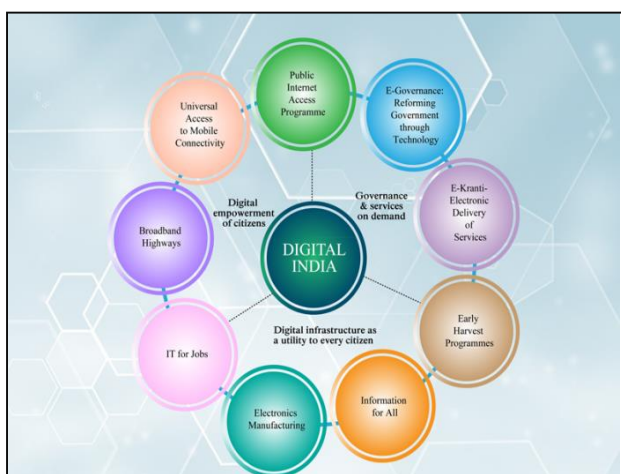 Public
Internet
Access
Programme
E-Governance:
Reforming
Government
through
Technology
E-Kranti-
Electronic
Delivery
of
Services
Early
Harvest
Programmes
Information
for All
Electronics
Manufacturing
IT for Jobs
Broadband
Highways
Universal
Access
to Mobile
Connectivity
Digital
empowerment
of citizens
Governance
& services
on demand
DIGITAL
INDIA
Digital infrastructure as
a utility to every citizen